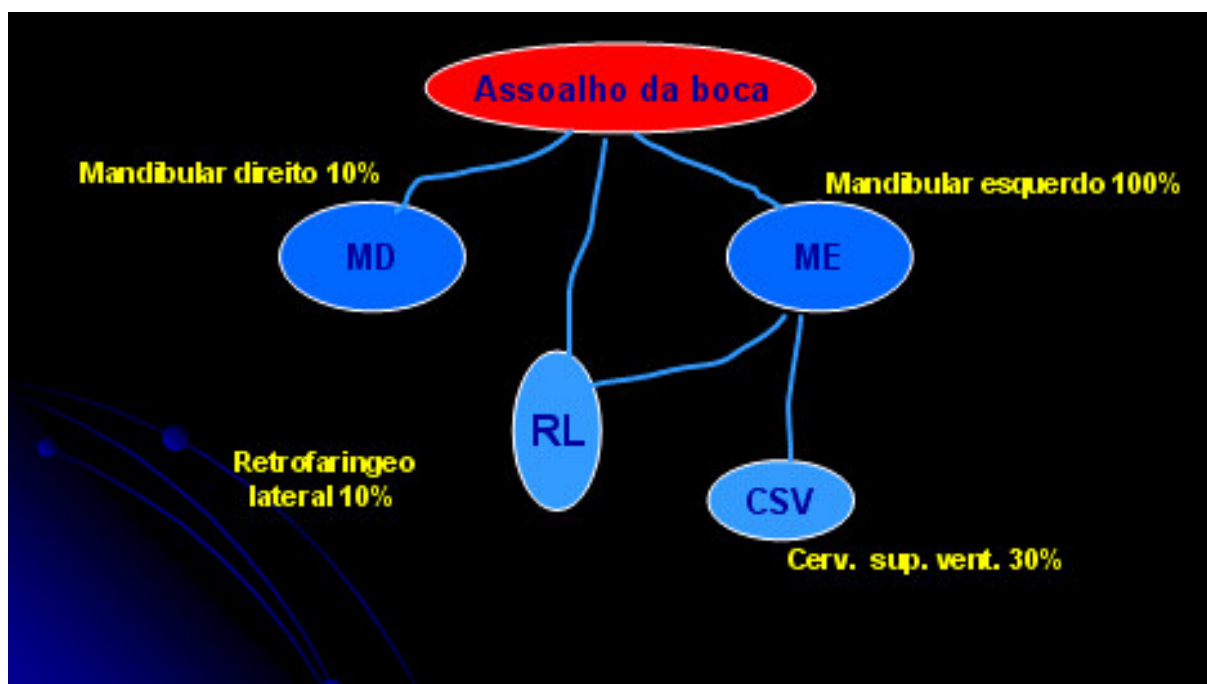 Assoalho da boca
Mandibular direito 10%
Mandibular esquerdo 100%
MD
ME
RL
Retrofaringeo
lateral 10%
CSV
Cerv. sup. vent. 30%